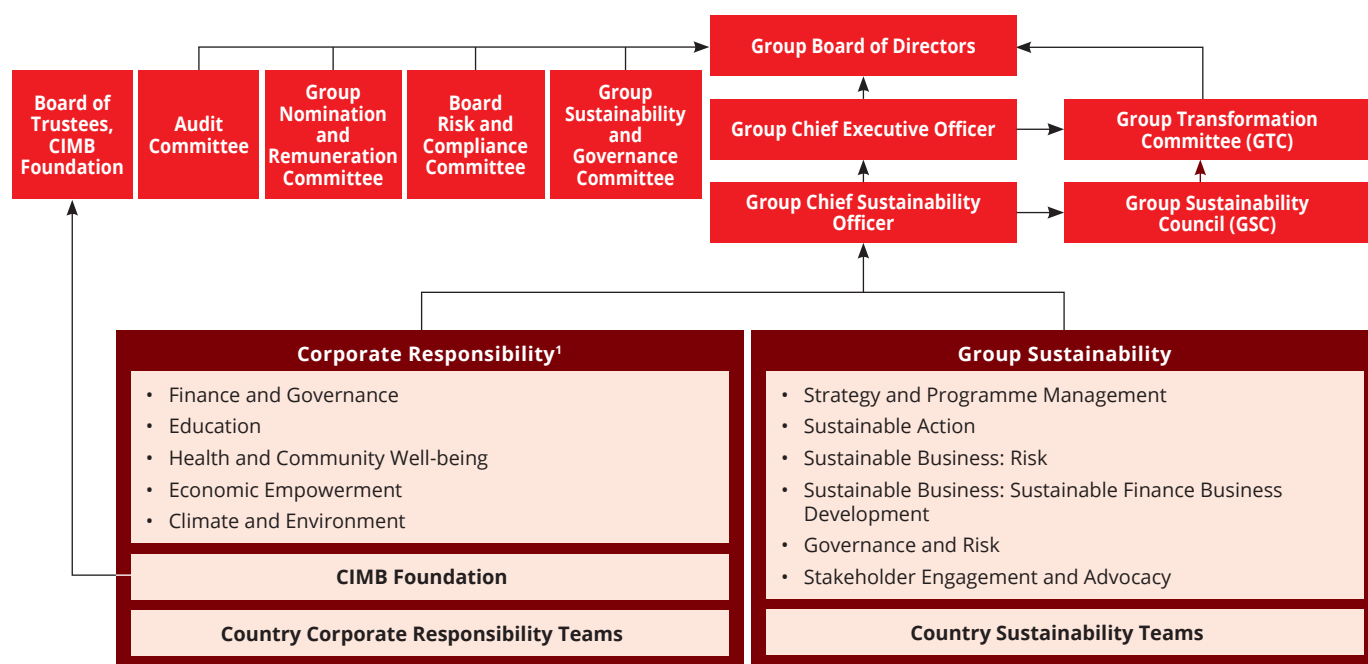 Group Board of Directors
Board of
Trustees,
CIMB
Foundation
Audit
Committee
Group
Nomination
and
Remuneration
Committee
Board
Risk and
Compliance
Committee
Group
Sustainability
and
Governance
Committee
Group Chief Executive Officer
Group Transformation
Committee (GTC)
Group Chief Sustainability
Officer
Group Sustainability
Council (GSC)
Corporate Responsibility¹
• Finance and Governance
• Education
• Health and Community Well-being
• Economic Empowerment
• Climate and Environment
CIMB Foundation
Country Corporate Responsibility Teams
Group Sustainability
• Strategy and Programme Management
• Sustainable Action
• Sustainable Business: Risk
• Sustainable Business: Sustainable Finance Business
Development
• Governance and Risk
• Stakeholder Engagement and Advocacy
Country Sustainability Teams